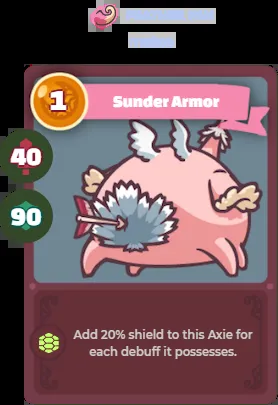 1
Sunder Armor
40
90
Add 20% shield to this Axie for
each debuff it possesses.